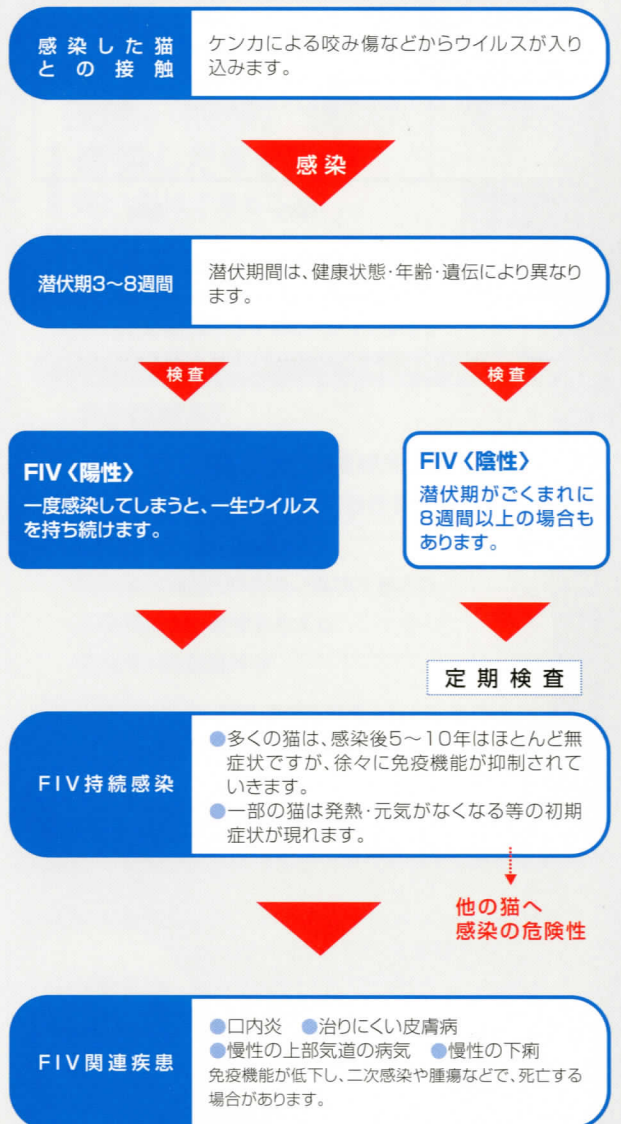 感染した猫
との接触
ケンカによる咬み傷などからウイルスが入り
込みます。
感染
潜伏期3〜8週間
潜伏期間は、健康状態・年齢・遺伝により異なり
ます。
検査
検査
FIV〈陽性〉
一度感染してしまうと、一生ウイルス
を持ち続けます。
FIV〈陰性〉
潜伏期がごくまれに
8週間以上の場合も
あります。
定期検査
FIV持続感染
●多くの猫は、感染後5〜10年はほとんど無
症状ですが、徐々に免疫機能が抑制されて
いきます。
●一部の猫は発熱・元気がなくなる等の初期
症状が現れます。
他の猫へ
感染の危険性
FIV関連疾患
●口内炎 ●治りにくい皮膚病
●慢性の上部気道の病気 ●慢性の下痢
免疫機能が低下し、二次感染や腫瘍などで、死亡する
場合があります。